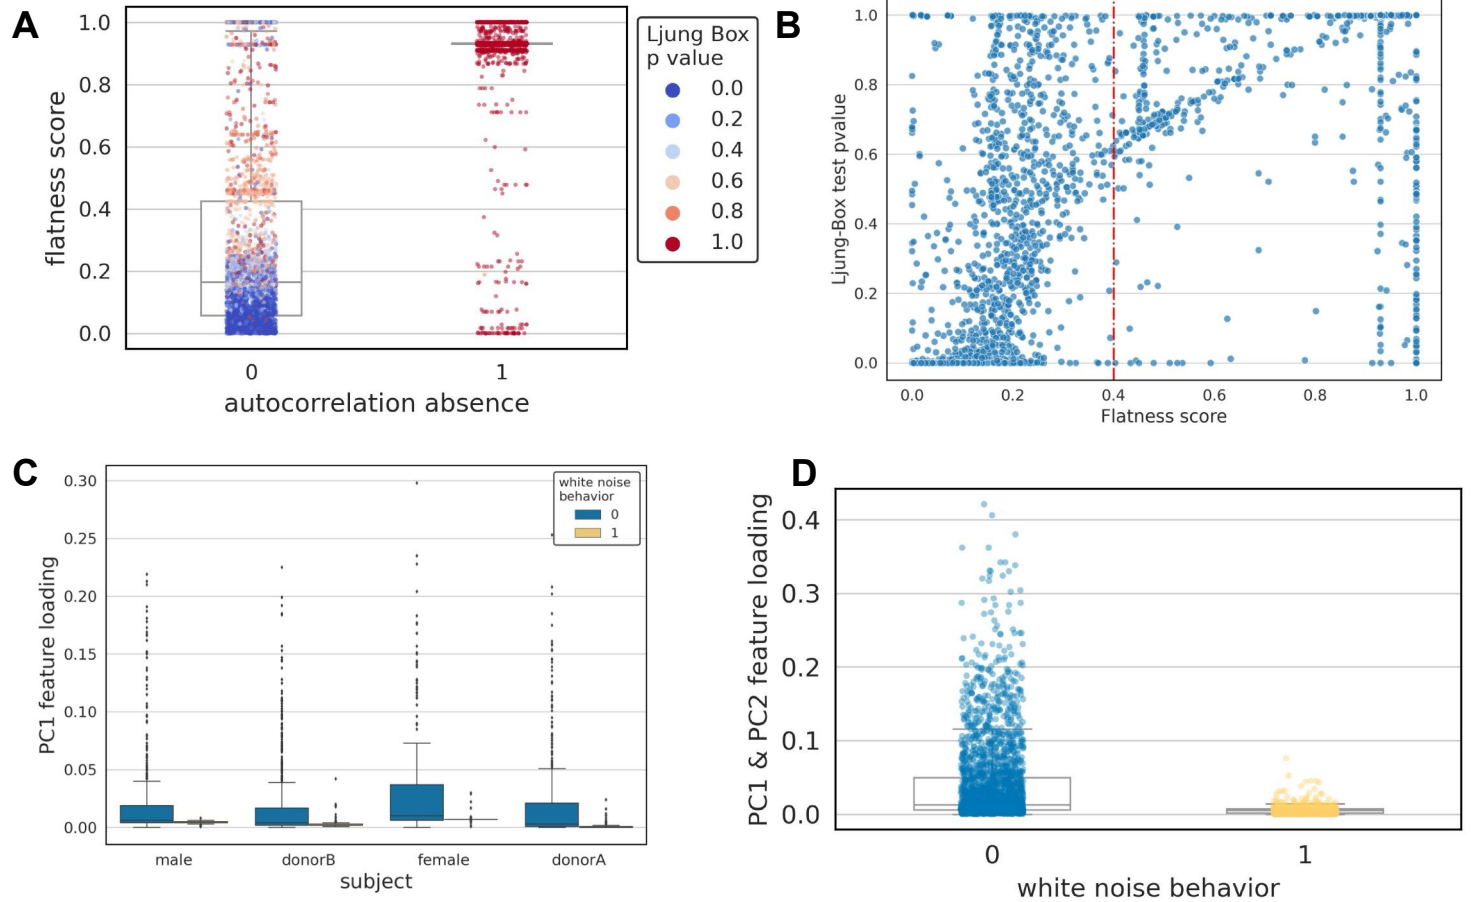 A
1.0
0.8
0.6
0.4
0.2
0.0
flatness score
0
1
autocorrelation absence
Ljung Box
p value
0.0
0.2
0.4
0.6
0.8
1.0
B
1.0
0.8
0.6
0.4
0.2
0.0
Ljung-Box test pvalue
0.0
0.2
0.4
0.6
0.8
1.0
Flatness score
C
0.30
0.25
0.20
0.15
0.10
0.05
0.00
PC1 feature loading
white noise
behavior
0
1
male
donorB
female
donorA
subject
D
0.4
0.3
0.2
0.1
0.0
PC1 & PC2 feature loading
0
1
white noise behavior